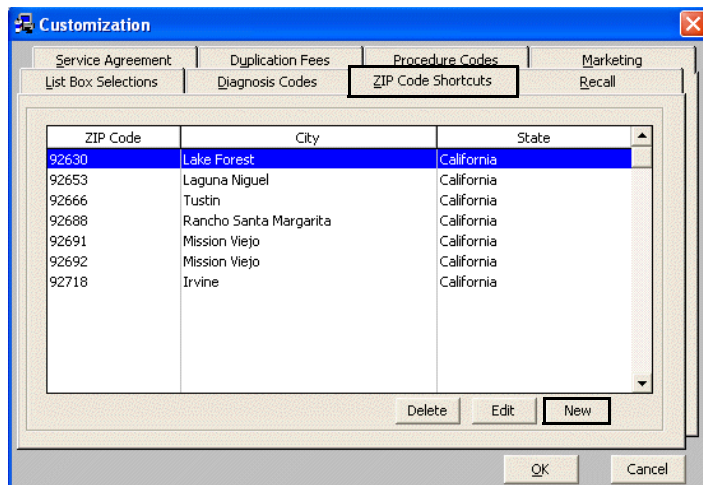 Customization
Service Agreement Duplication Fees Procedure Codes Marketing
List Box Selections Diagnosis Codes ZIP Code Shortcuts Recall
ZIP Code City State
92630 Lake Forest California
92653 Laguna Niguel California
92666 Tustin California
92688 Rancho Santa Margarita California
92691 Mission Viejo California
92692 Mission Viejo California
92718 Irvine California
Delete Edit New
OK Cancel